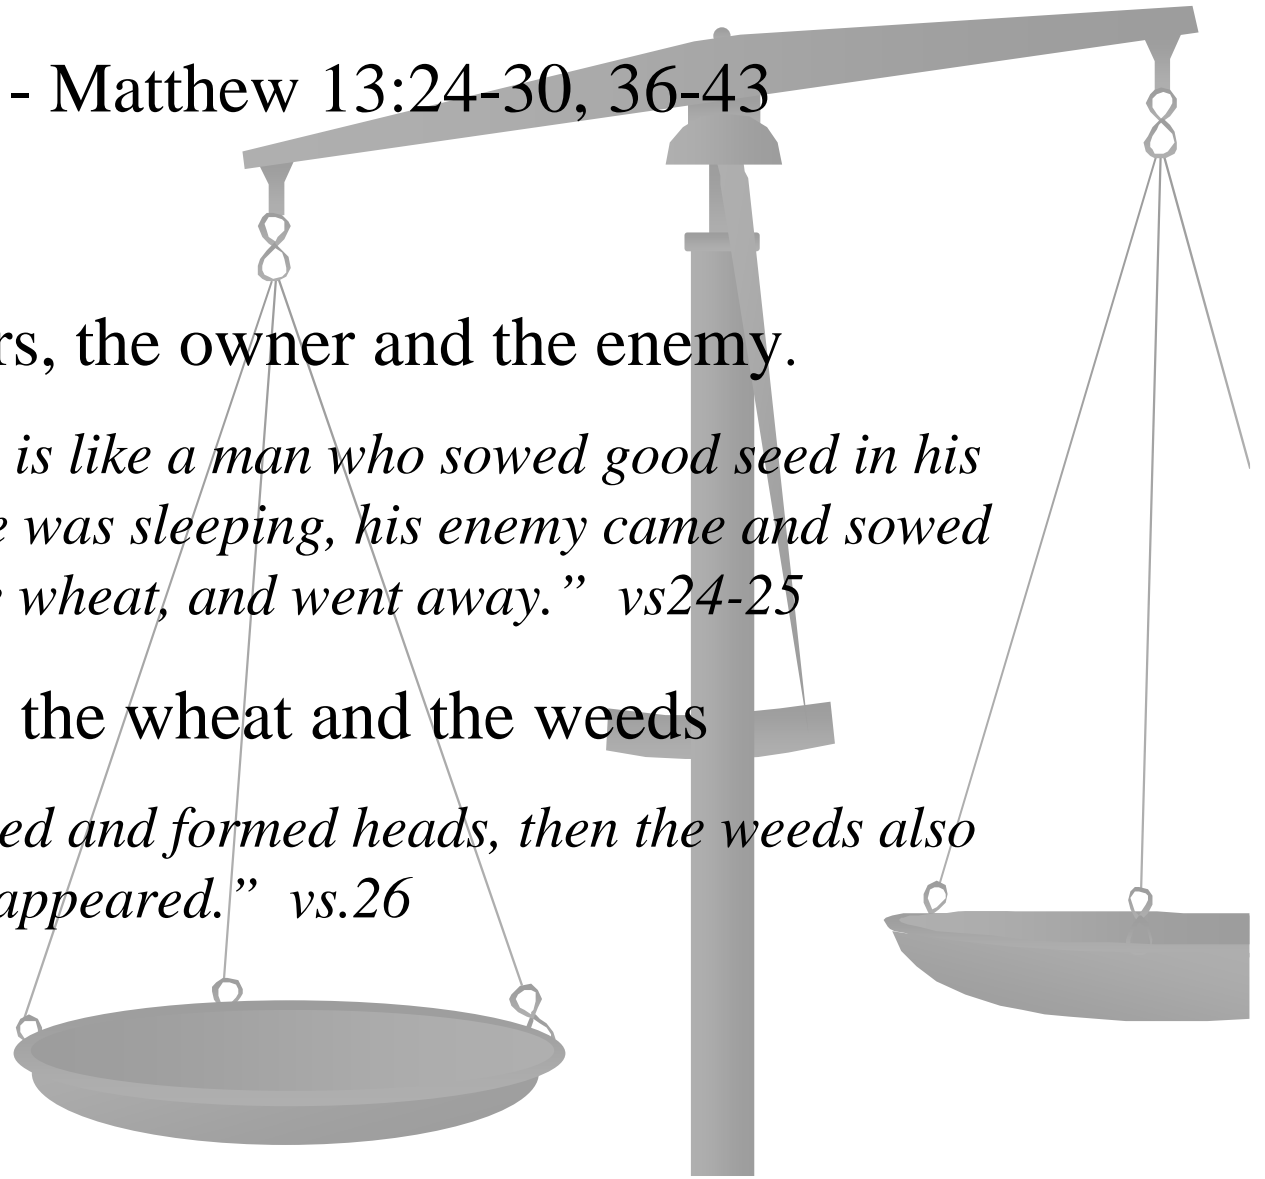 - Matthew 13:24-30, 36-43
rs, the owner and the enemy.
is like a man who sowed good seed in his
e was sleeping, his enemy came and sowed
wheat, and went away.” vs24-25
the wheat and the weeds
ed and formed heads, then the weeds also
appeared.” vs.26